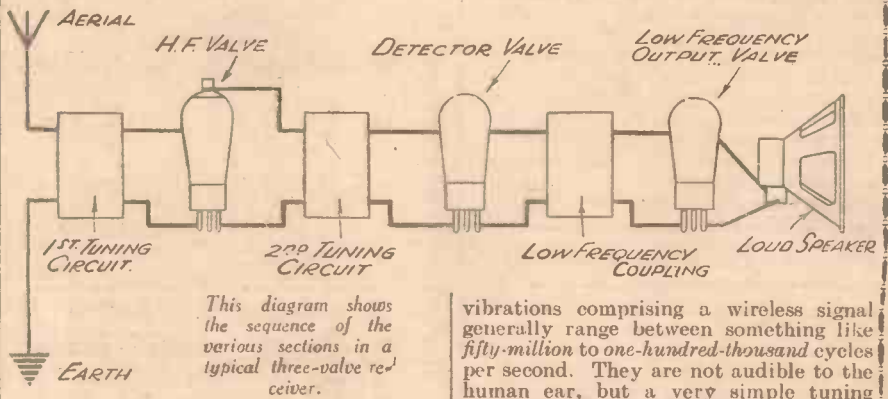 AERIAL
H.F. VALVE
DETECTOR VALVE
LOW FREQUENCY
OUTPUT VALVE
1ST. TUNING
CIRCUIT.
2ND TUNING
CIRCUIT
LOW FREQUENCY
COUPLING
LOUD SPEAKER
EARTH
This diagram shows
the sequence of the
various sections in a
typical three-valve re-
ceiver.
vibrations comprising a wireless signal
generally range between something like
fifty-million to one-hundred-thousand cycles
per second. They are not audible to the
human ear, but a very simple tuning